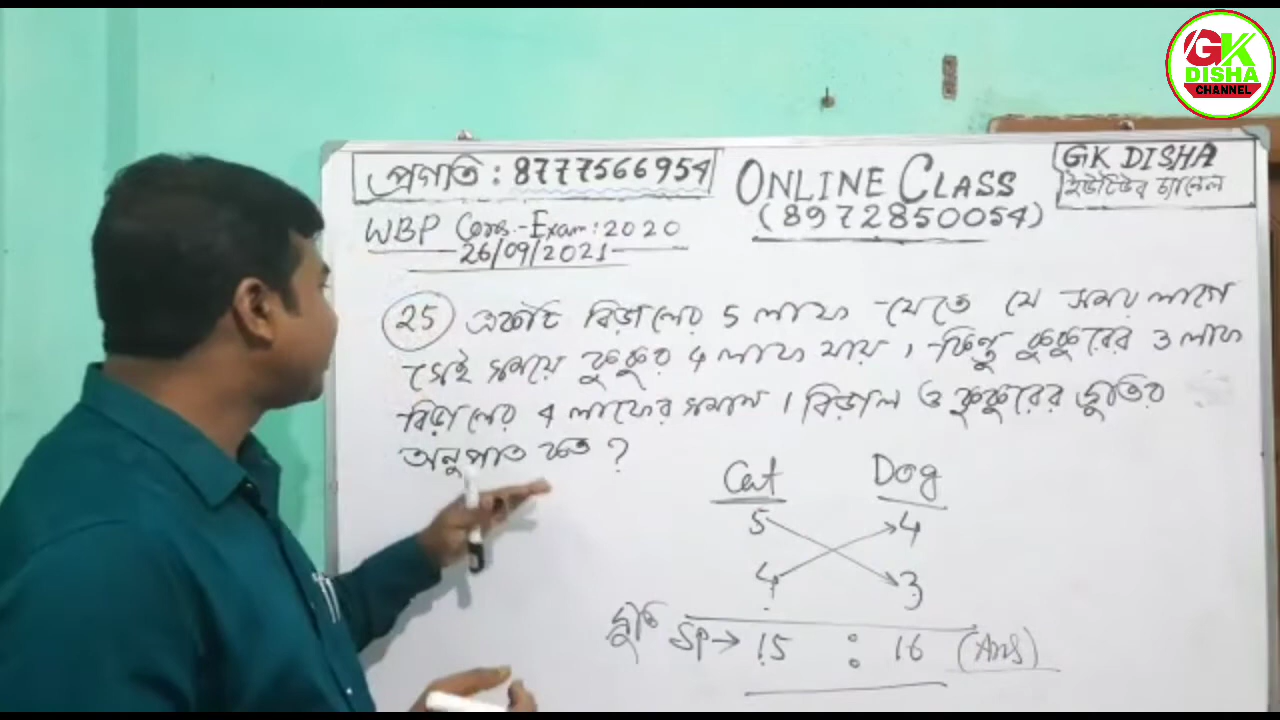 GK
DISHA
CHANNEL
প্রগতি : 8777566954
ONLINE CLASS
(8972850054)
GK DISHA
ইউটিউব চ্যানেল
WBP Cons.-Exam:2020
26/09/2021
25 একটি বিড়ালের 5 লাফ যেতে যে সময় লাগে
সেই সময়ে কুকুর 4 লাফ যায়। কিন্তু কুকুরের 3 লাফ
বিড়ালের 4 লাফের সমান। বিড়াল ও কুকুরের দ্রুতির
অনুপাত কত ?
Cat Dog
5 4
4 3
দ্রুতি SP→ 15 : 16 (Ans)